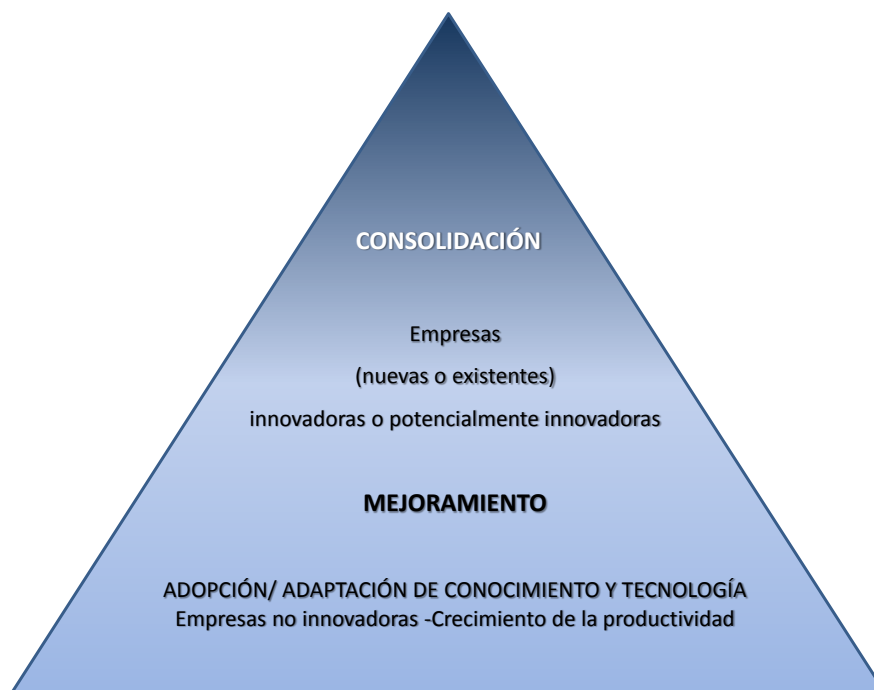 CONSOLIDACIÓN
Empresas
(nuevas o existentes)
innovadoras o potencialmente innovadoras
MEJORAMIENTO
ADOPCIÓN/ ADAPTACIÓN DE CONOCIMIENTO Y TECNOLOGÍA
Empresas no innovadoras -Crecimiento de la productividad